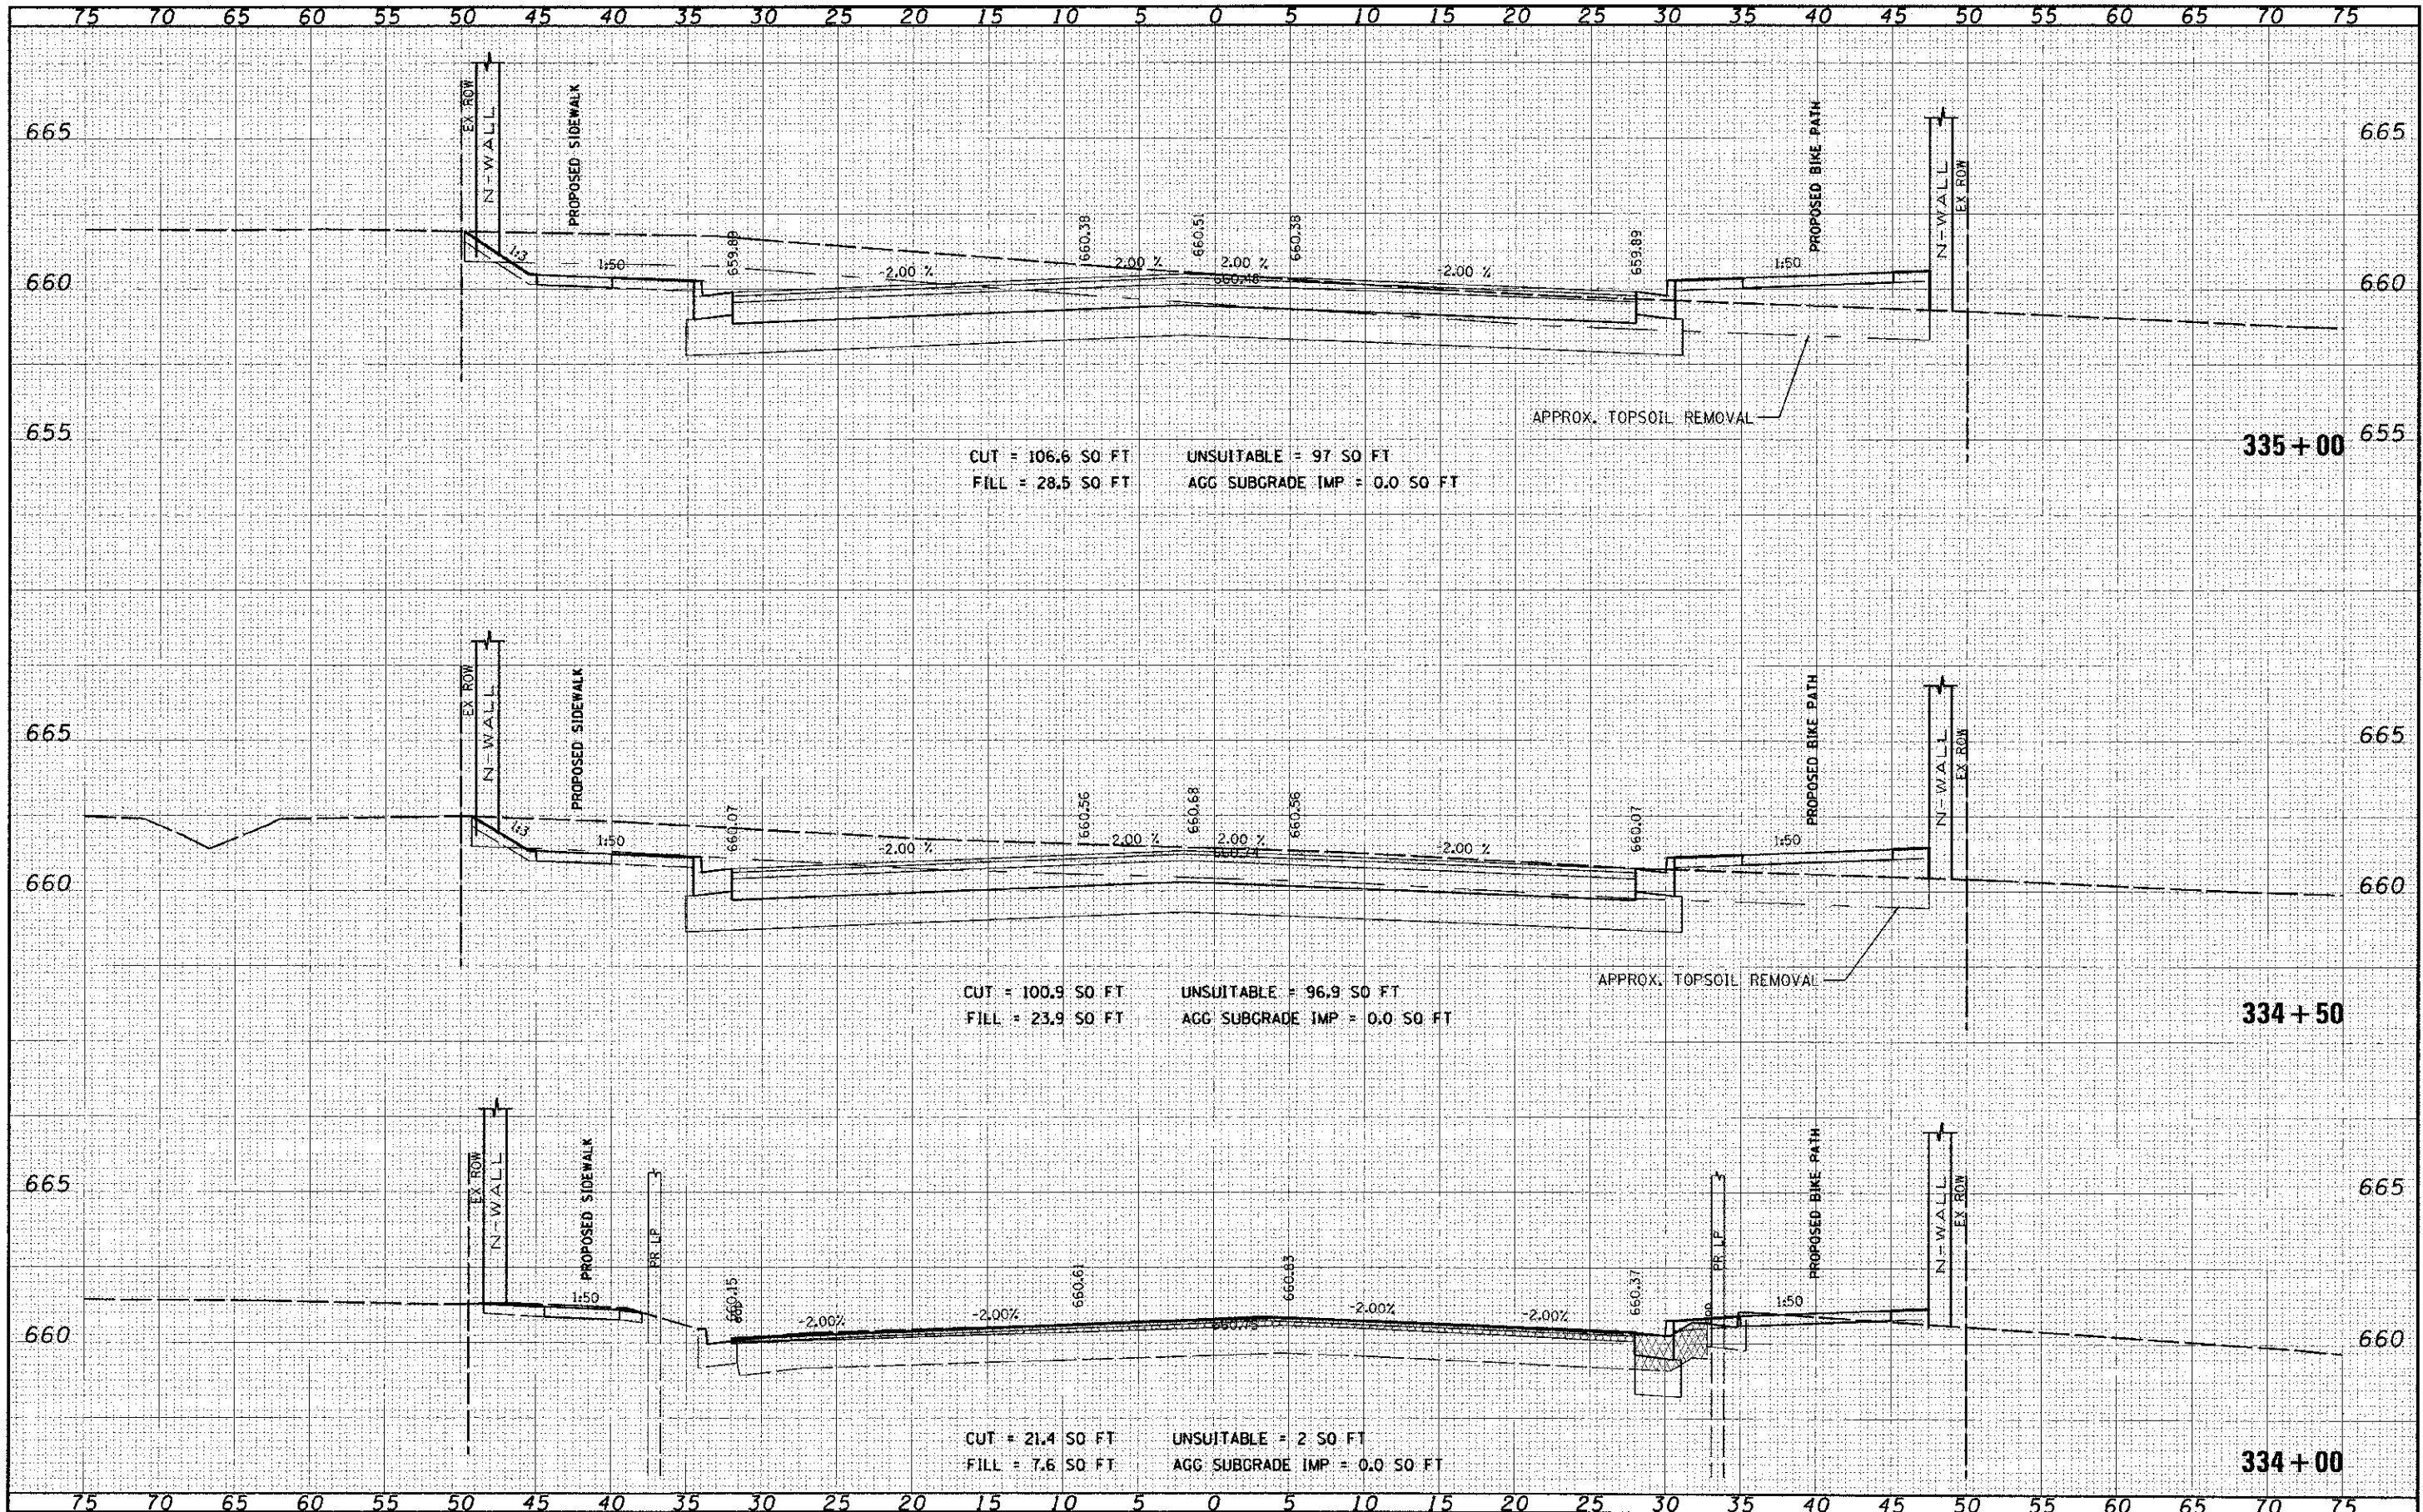 75 70 65 60 55 50 45 40 35 30 25 20 15 10 5 0 5 10 15 20 25 30 35 40 45 50 55 60 65 70 75
EX ROW
N-WALL
PROPOSED SIDEWALK
PROPOSED BIKE PATH
N-WALL
EX ROW
665 665
1:3
1:50
659.89
-2.00 %
660.38
2.00 %
660.51
2.00 %
660.48
660.38
-2.00 %
659.89
1:50
660 660
APPROX. TOPSOIL REMOVAL
655 655
335+00
CUT = 106.6 SQ FT UNSUITABLE = 97 SQ FT
FILL = 28.5 SQ FT AGG SUBGRADE IMP = 0.0 SQ FT
EX ROW
N-WALL
PROPOSED SIDEWALK
PROPOSED BIKE PATH
N-WALL
EX ROW
665 665
1:3
1:50
660.07
-2.00 %
660.56
2.00 %
660.68
2.00 %
660.56
-2.00 %
660.07
1:50
660 660
APPROX. TOPSOIL REMOVAL
CUT = 100.9 SQ FT UNSUITABLE = 96.9 SQ FT
FILL = 23.9 SQ FT AGG SUBGRADE IMP = 0.0 SQ FT
334+50
EX ROW
N-WALL
PROPOSED SIDEWALK
PR LP
PR LP
PROPOSED BIKE PATH
N-WALL
EX ROW
665 665
1:50
660.15
-2.00%
-2.00%
660.61
660.83
-2.00%
-2.00%
660.37
1:50
660 660
CUT = 21.4 SQ FT UNSUITABLE = 2 SQ FT
FILL = 7.6 SQ FT AGG SUBGRADE IMP = 0.0 SQ FT
334+00
75 70 65 60 55 50 45 40 35 30 25 20 15 10 5 0 5 10 15 20 25 30 35 40 45 50 55 60 65 70 75